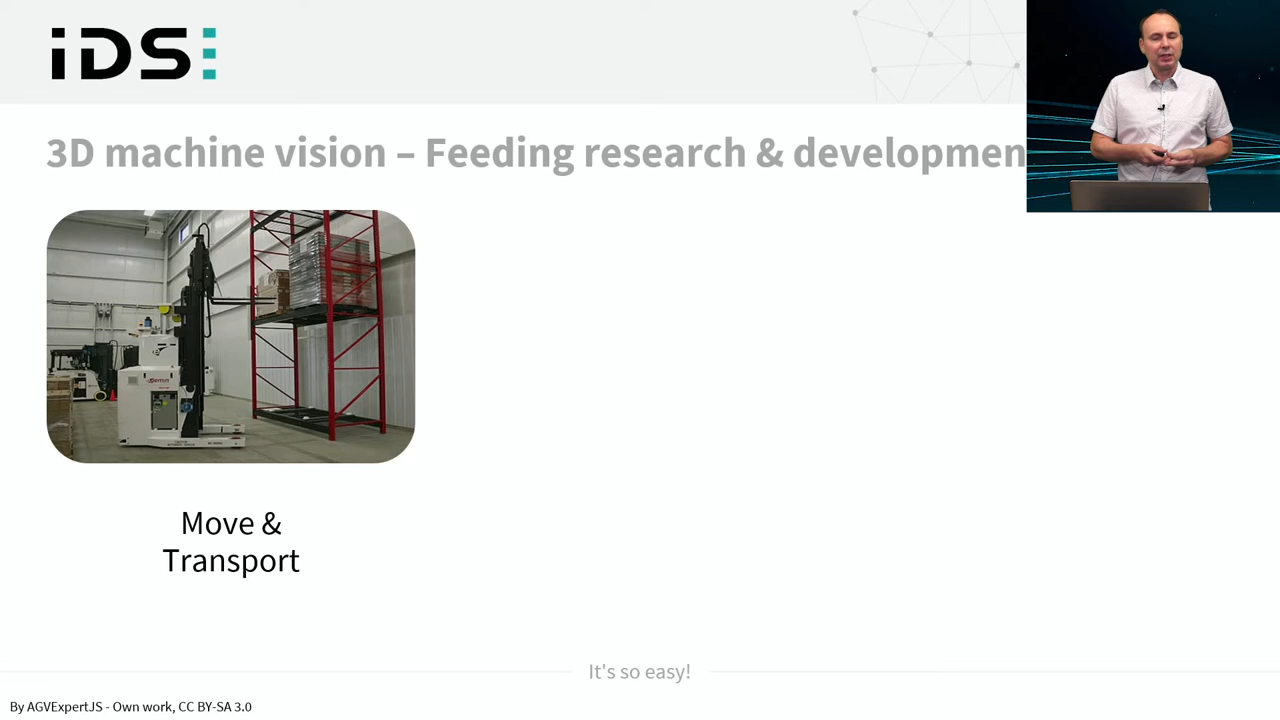 iDS
3D machine vision – Feeding research & developmen
Move &
Transport
It's so easy!
By AGVExpertJS - Own work, CC BY-SA 3.0